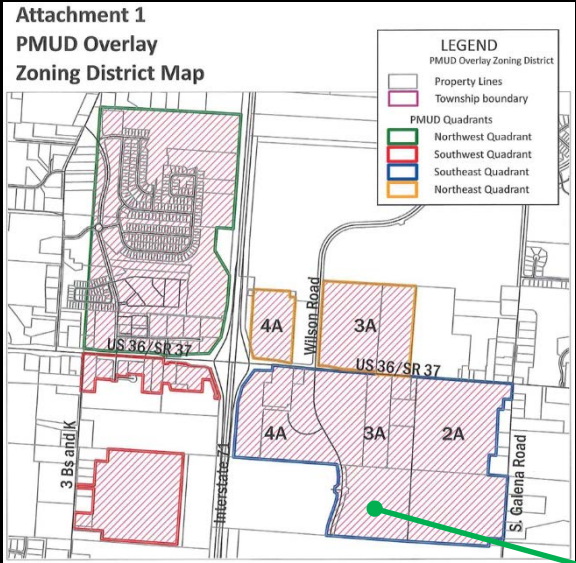 Attachment 1
PMUD Overlay
Zoning District Map
LEGEND
PMUD Overlay Zoning District
Property Lines
Township boundary
PMUD Quadrants
Northwest Quadrant
Southwest Quadrant
Southeast Quadrant
Northeast Quadrant
4A
Wilson Road
3A
US 36/SR 37
US 36/SR 37
4A
3A
2A
3 Bs and K
Interstate 71
S. Galena Road